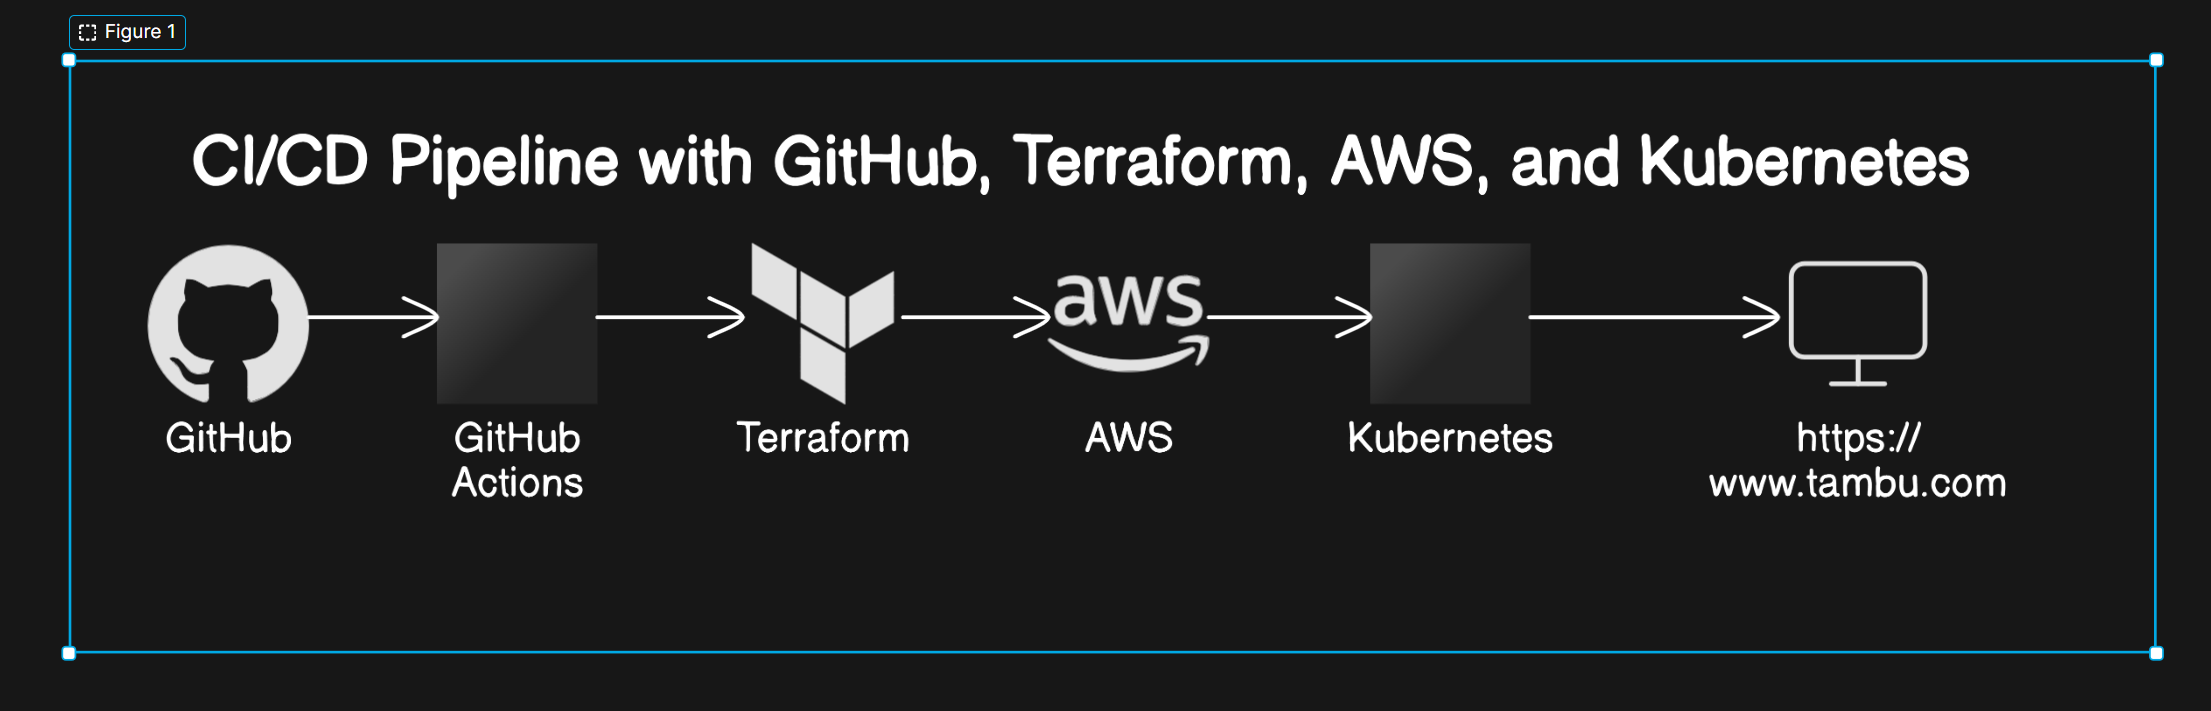 Figure 1
CI/CD Pipeline with GitHub, Terraform, AWS, and Kubernetes
aws
GitHub
GitHub
Actions
Terraform
AWS
Kubernetes
https://
www.tambu.com